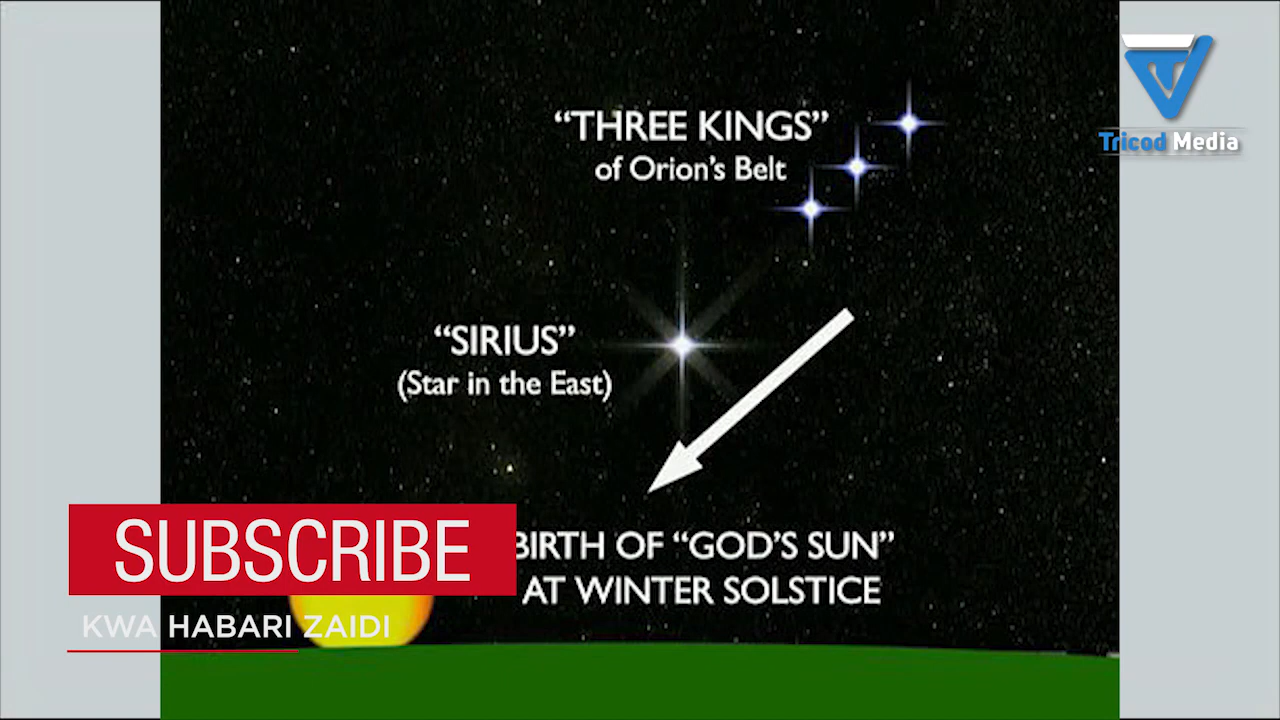 “THREE KINGS”
of Orion’s Belt
Tricod Media
“SIRIUS”
(Star in the East)
BIRTH OF “GOD’S SUN”
AT WINTER SOLSTICE
SUBSCRIBE
KWA HABARI ZAIDI